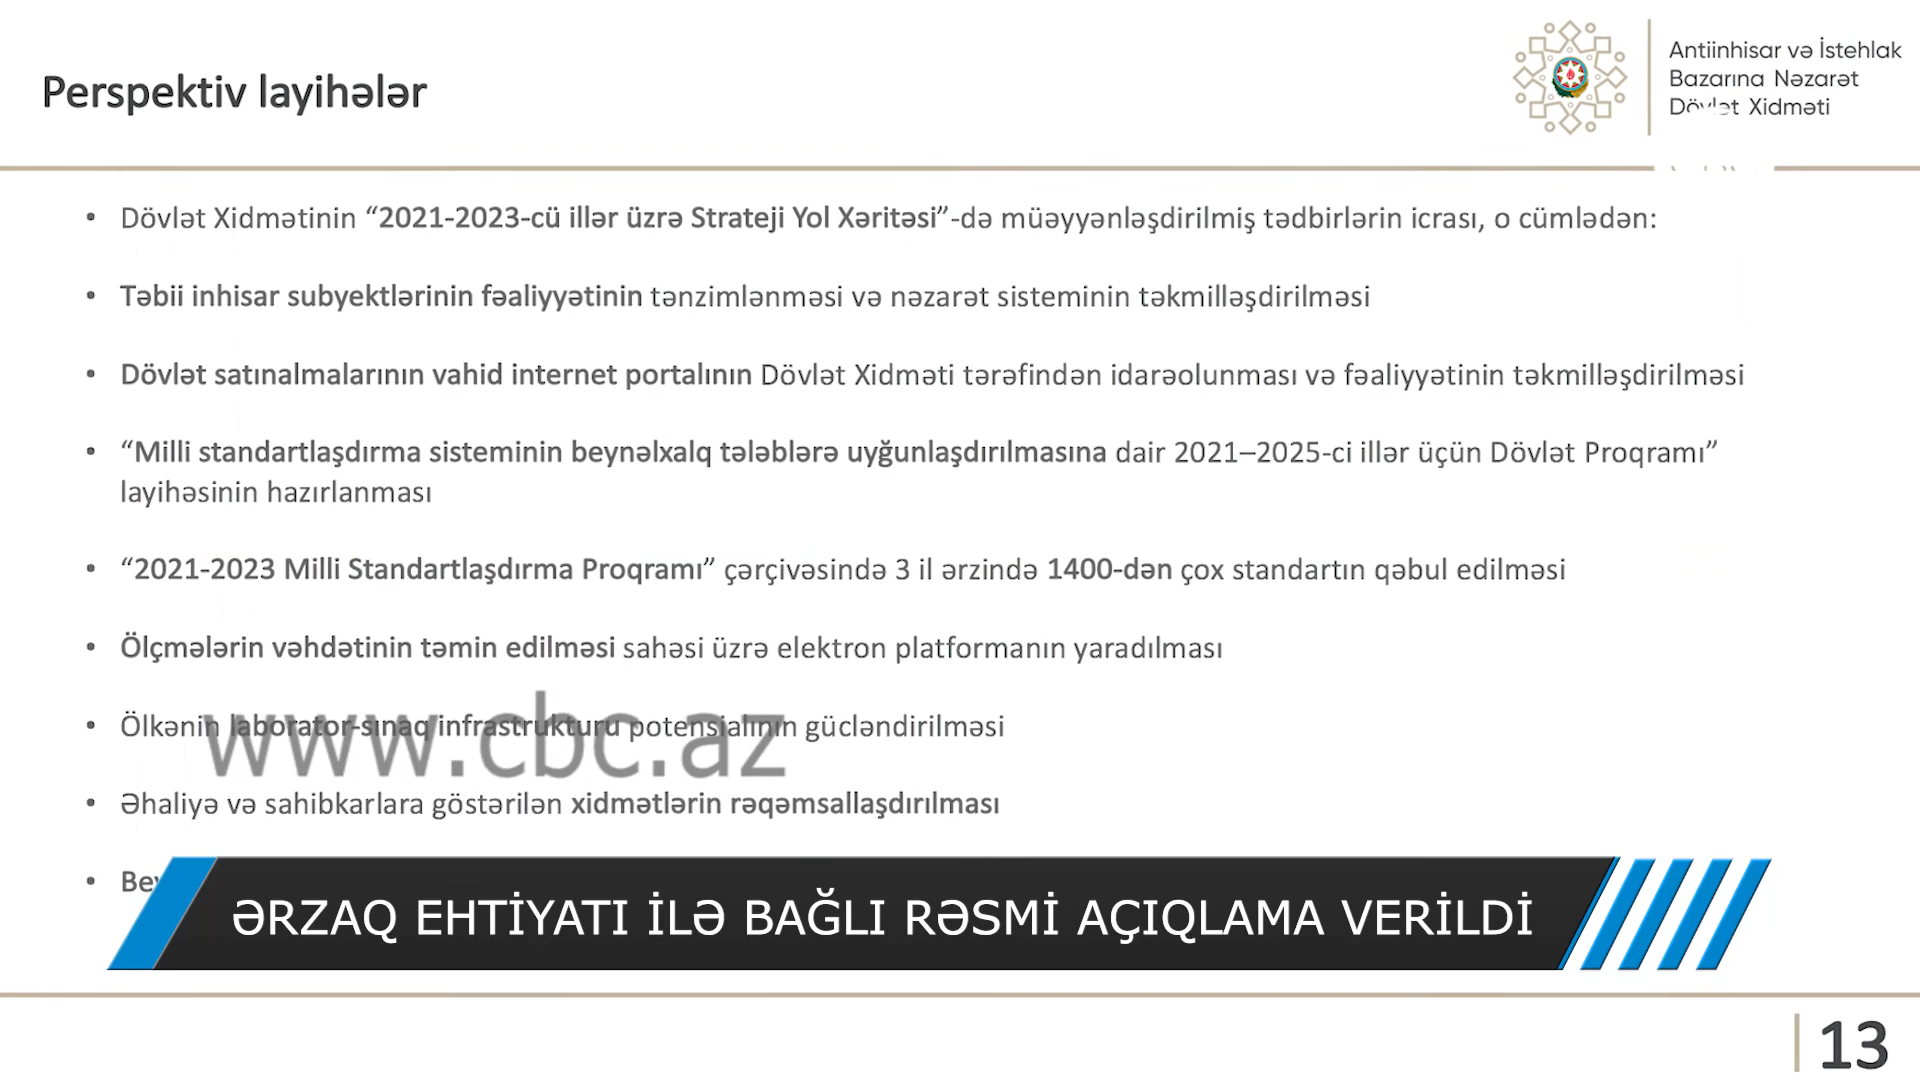 Perspektiv layihələr
Antiinhisar və İstehlak
Bazarına Nəzarət
Dövlət Xidməti
• Dövlət Xidmətinin “2021-2023-cü illər üzrə Strateji Yol Xəritəsi”-də müəyyənləşdirilmiş tədbirlərin icrası, o cümlədən:
• Təbii inhisar subyektlərinin fəaliyyətinin tənzimlənməsi və nəzarət sisteminin təkmilləşdirilməsi
• Dövlət satınalmalarının vahid internet portalının Dövlət Xidməti tərəfindən idarəolunması və fəaliyyətinin təkmilləşdirilməsi
• “Milli standartlaşdırma sisteminin beynəlxalq tələblərə uyğunlaşdırılmasına dair 2021–2025-ci illər üçün Dövlət Proqramı”
layihəsinin hazırlanması
• “2021-2023 Milli Standartlaşdırma Proqramı” çərçivəsində 3 il ərzində 1400-dən çox standartın qəbul edilməsi
• Ölçmələrin vəhdətinin təmin edilməsi sahəsi üzrə elektron platformanın yaradılması
• Ölkənin laborator-sınaq infrastrukturu potensialının gücləndirilməsi
www.cbc.az
• Əhaliyə və sahibkarlara göstərilən xidmətlərin rəqəmsallaşdırılması
ƏRZAQ EHTİYATI İLƏ BAĞLI RƏSMİ AÇIQLAMA VERİLDİ
13